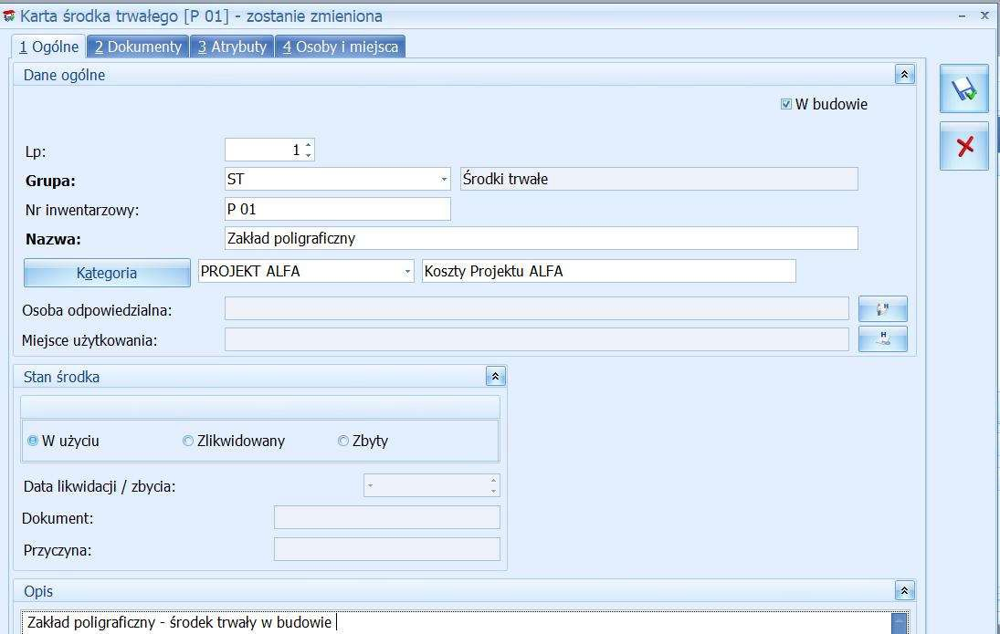 Karta środka trwałego [P 01] - zostanie zmieniona
1 Ogólne 2 Dokumenty 3 Atrybuty 4 Osoby i miejsca
Dane ogólne
W budowie
Lp: 1
Grupa: ST Środki trwałe
Nr inwentarzowy: P 01
Nazwa: Zakład poligraficzny
Kategoria PROJEKT ALFA Koszty Projektu ALFA
Osoba odpowiedzialna: H
Miejsce użytkowania: H
Stan środka
W użyciu Zlikwidowany Zbyty
Data likwidacji / zbycia: -
Dokument:
Przyczyna:
Opis
Zakład poligraficzny - środek trwały w budowie